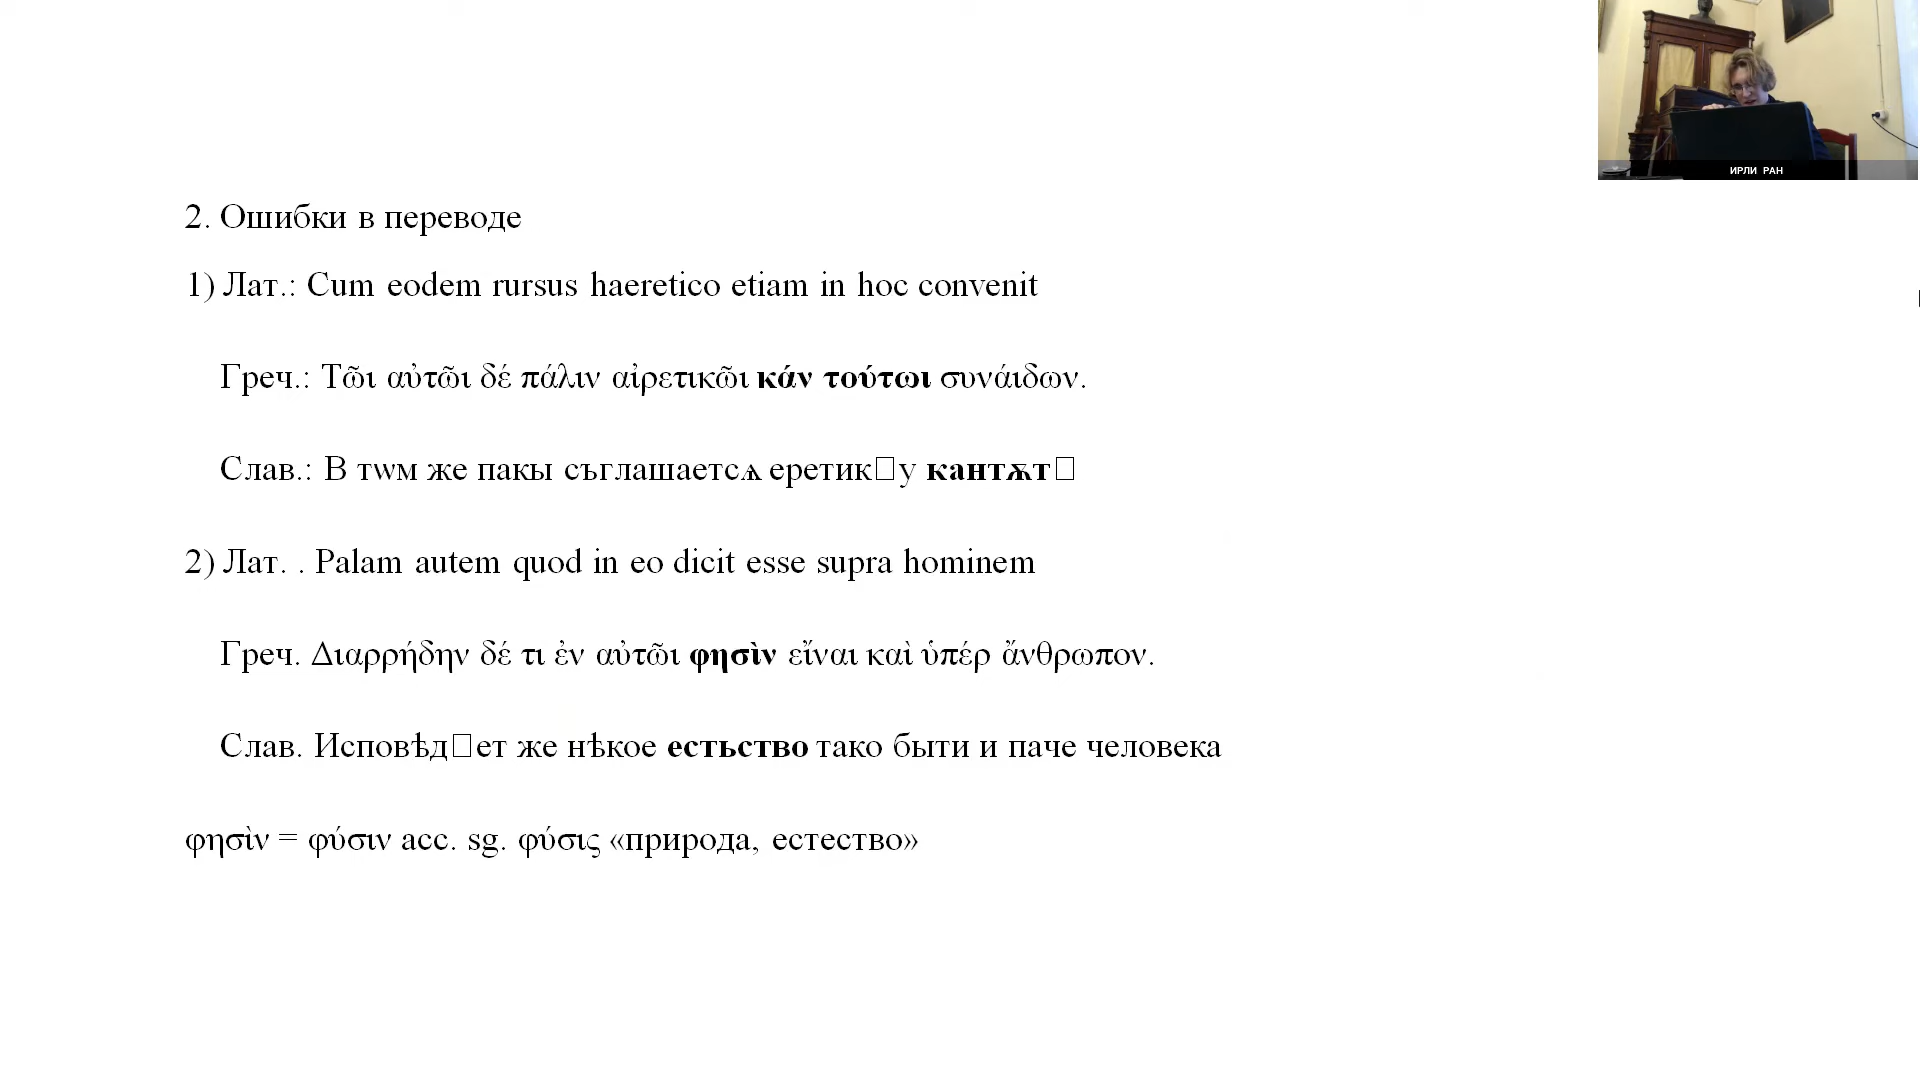 ИРЛИ РАН
2. Ошибки в переводе
1) Лат.: Cum eodem rursus haeretico etiam in hoc convenit
Греч.: Τῶι αὐτῶι δέ πάλιν αἱρετικῶι κάν τούτωι συνάιδων.
Слав.: В тѡм же пакы съглашаетсѧ еретик□у кантѫт□
2) Лат. . Palam autem quod in eo dicit esse supra hominem
Греч. Διαρρήδην δέ τι ἐν αὐτῶι φησὶν εἴναι καὶ ὑπέρ ἄνθρωπον.
Слав. Исповѣд□ет же нѣкое естьство тако быти и паче человека
φησὶν = φύσιν acc. sg. φύσις «природа, естество»